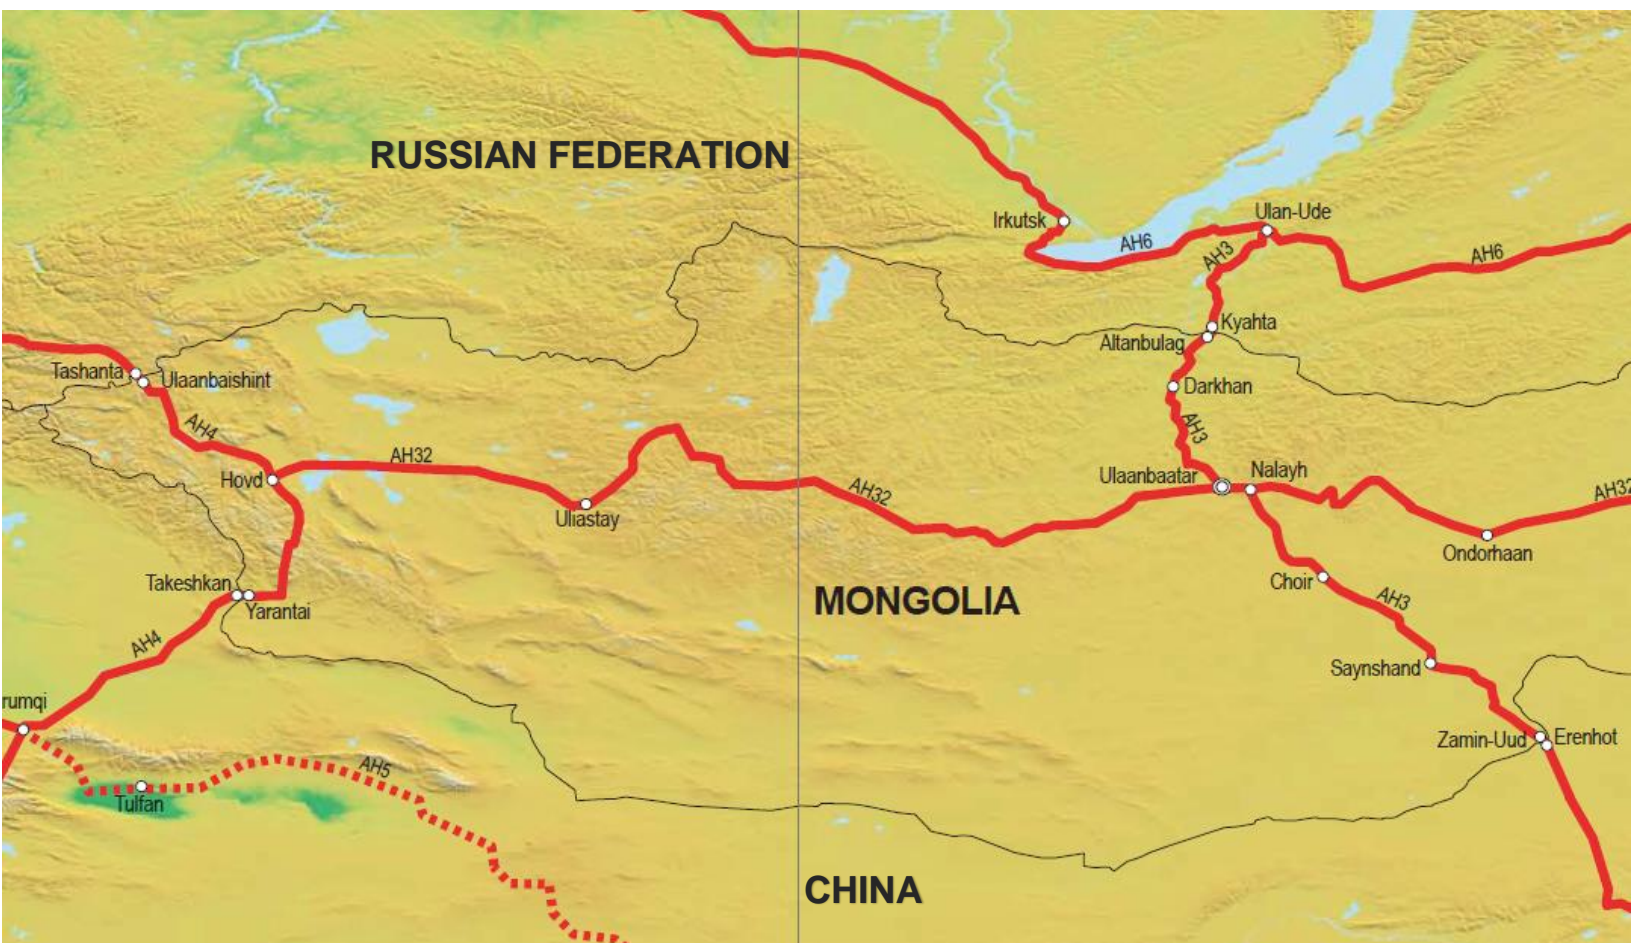 RUSSIAN FEDERATION
Irkutsk
Ulan-Ude
AH6
AH3
AH6
Kyahta
Altanbulag
Tashanta
Ulaanbaishint
Darkhan
AH4
AH3
AH32
Hovd
Ulaanbaatar
Nalayh
AH32
AH32
Uliastay
Ondorhaan
Takeshkan
Yarantai
MONGOLIA
Choir
AH3
AH4
Saynshand
rumqi
Zamin-Uud
Erenhot
AH5
Tulfan
CHINA